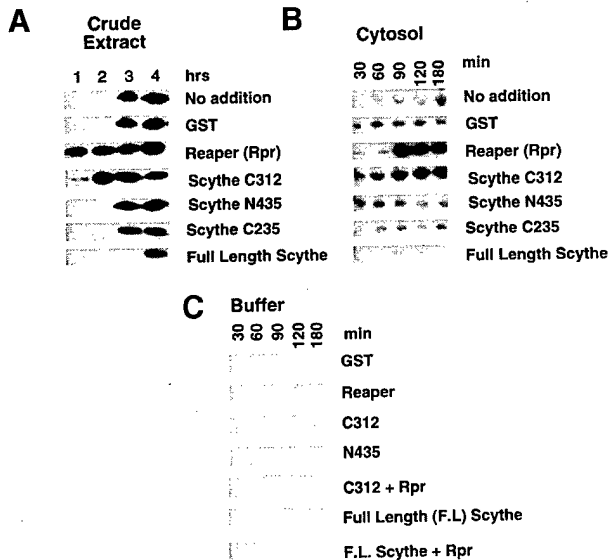 A
Crude
Extract
1 2 3 4 hrs
No addition
GST
Reaper (Rpr)
Scythe C312
Scythe N435
Scythe C235
Full Length Scythe
B
Cytosol
30 60 90 120 180 min
No addition
GST
Reaper (Rpr)
Scythe C312
Scythe N435
Scythe C235
Full Length Scythe
C
Buffer
30 60 90 120 180 min
GST
Reaper
C312
N435
C312 + Rpr
Full Length (F.L) Scythe
F.L. Scythe + Rpr